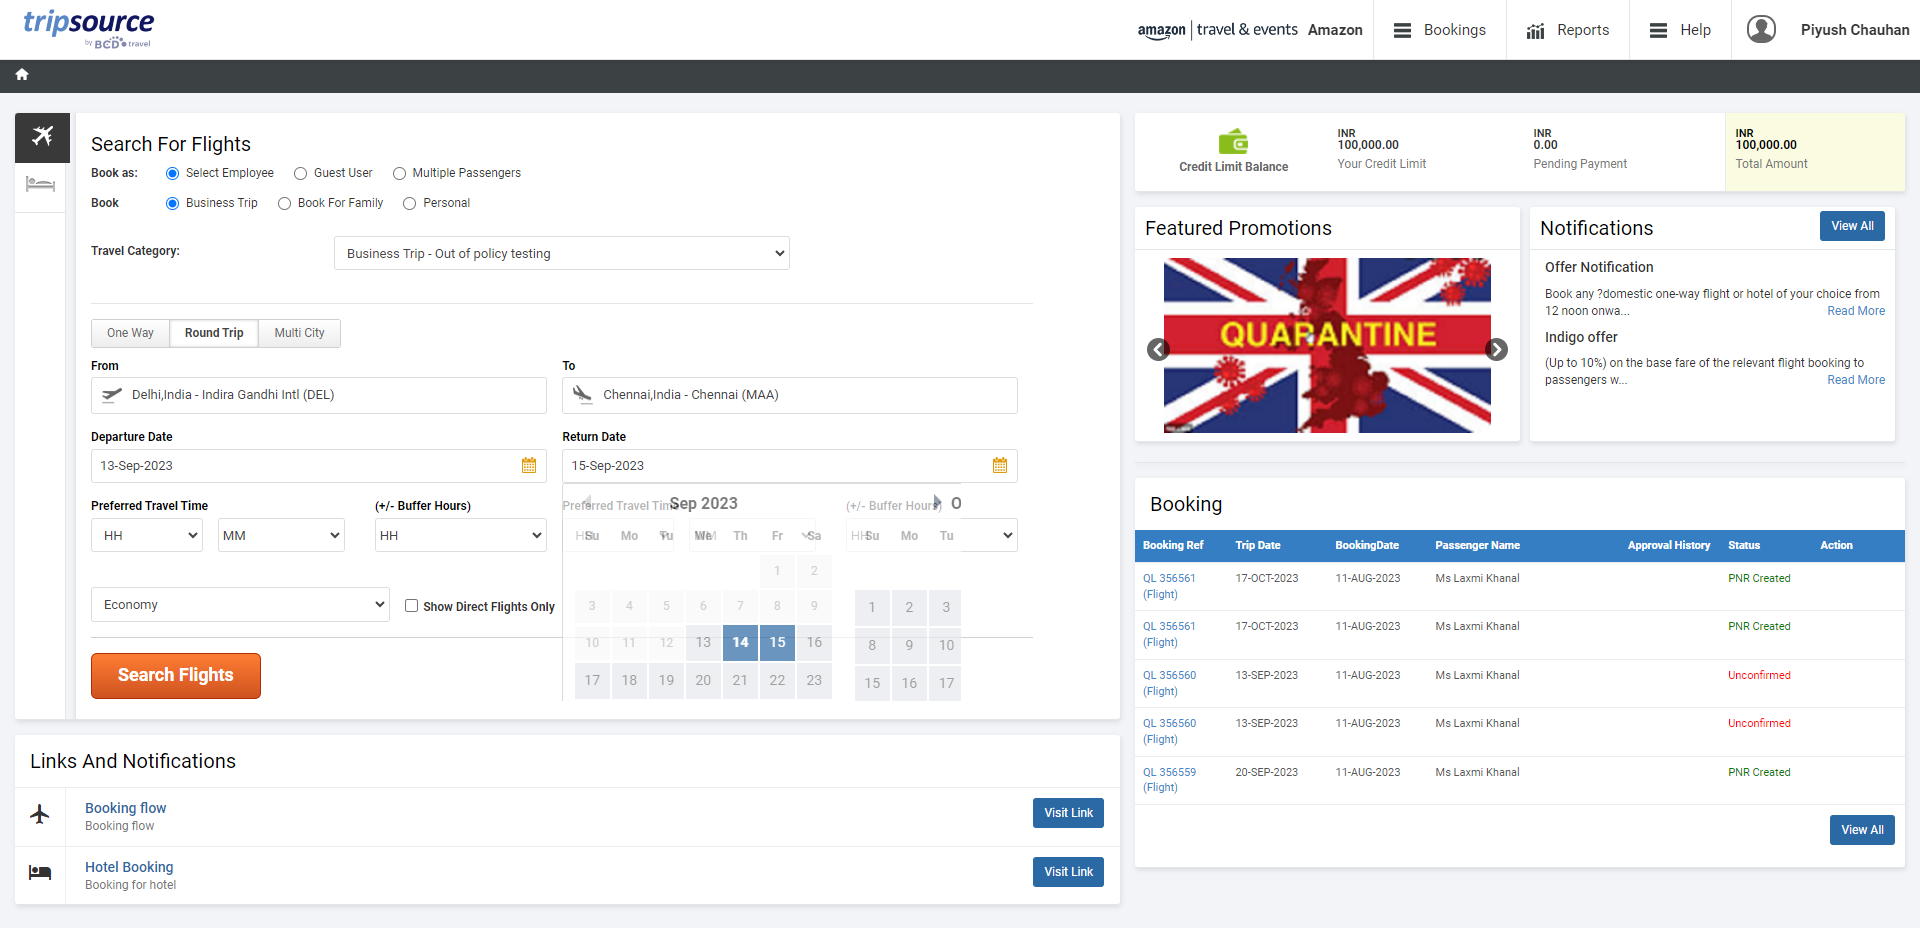 tripsource
by BCD travel
amazon | travel & events Amazon
Bookings
Reports
Help
Piyush Chauhan
Search For Flights
Book as: Select Employee Guest User Multiple Passengers
Book Business Trip Book For Family Personal
Travel Category: Business Trip - Out of policy testing
One Way Round Trip Multi City
From To
Delhi,India - Indira Gandhi Intl (DEL) Chennai,India - Chennai (MAA)
Departure Date Return Date
13-Sep-2023 15-Sep-2023
Preferred Travel Time (+/- Buffer Hours) Preferred Travel Time (+/- Buffer Hours)
HH MM HH HH MM HH
Sep 2023 O
Su Mo Tu We Th Fr Sa Su Mo Tu
1 2
3 4 5 6 7 8 9 1 2 3
10 11 12 13 14 15 16 8 9 10
17 18 19 20 21 22 23 15 16 17
Economy Show Direct Flights Only
Search Flights
Links And Notifications
Booking flow
Booking flow
Visit Link
Hotel Booking
Booking for hotel
Visit Link
Credit Limit Balance
INR
100,000.00
Your Credit Limit
INR
0.00
Pending Payment
INR
100,000.00
Total Amount
Featured Promotions
QUARANTINE
Notifications View All
Offer Notification
Book any ?domestic one-way flight or hotel of your choice from
12 noon onwa... Read More
Indigo offer
(Up to 10%) on the base fare of the relevant flight booking to
passengers w... Read More
Booking
Booking Ref Trip Date BookingDate Passenger Name Approval History Status Action
QL 356561 17-OCT-2023 11-AUG-2023 Ms Laxmi Khanal PNR Created
(Flight)
QL 356561 17-OCT-2023 11-AUG-2023 Ms Laxmi Khanal PNR Created
(Flight)
QL 356560 13-SEP-2023 11-AUG-2023 Ms Laxmi Khanal Unconfirmed
(Flight)
QL 356560 13-SEP-2023 11-AUG-2023 Ms Laxmi Khanal Unconfirmed
(Flight)
QL 356559 20-SEP-2023 11-AUG-2023 Ms Laxmi Khanal PNR Created
(Flight)
View All